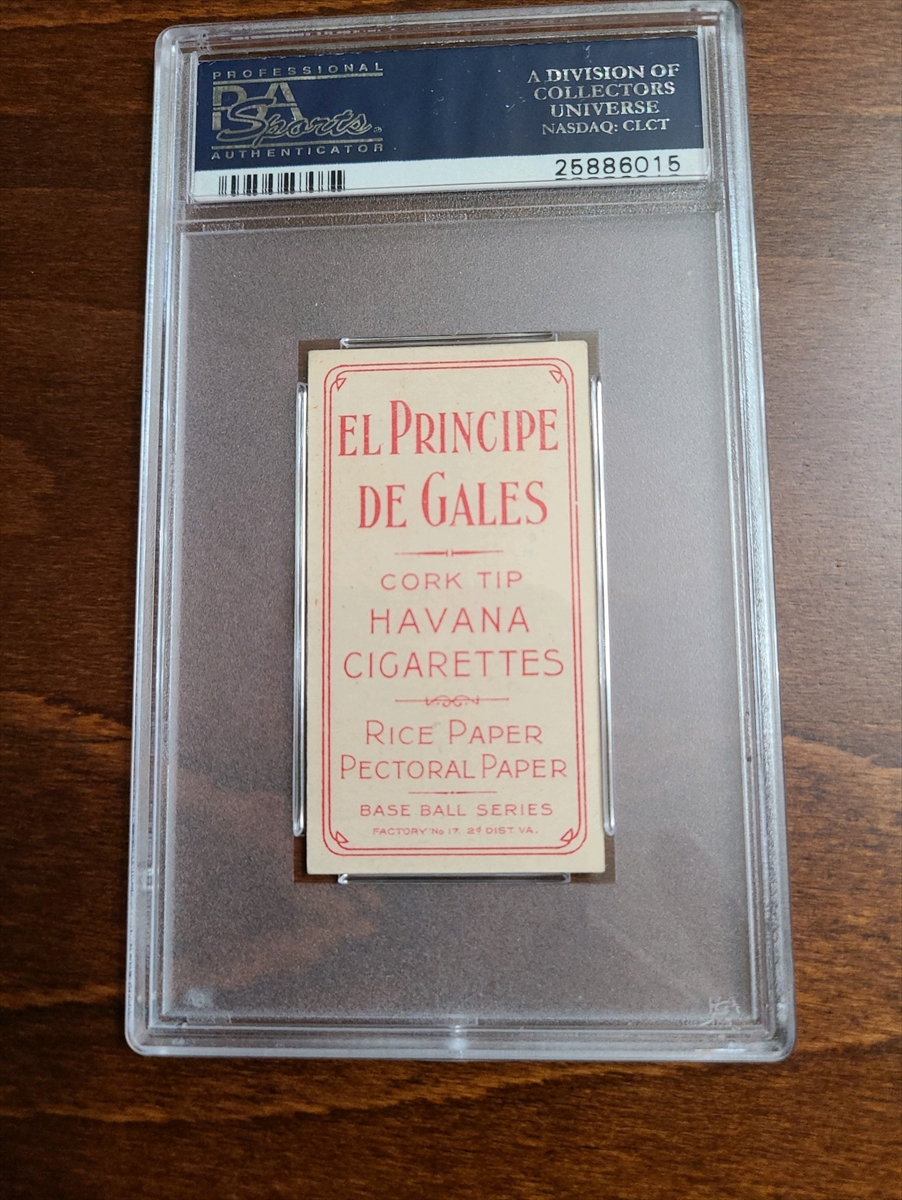 PROFESSIONAL
PSA
Sports
AUTHENTICATOR
A DIVISION OF
COLLECTORS
UNIVERSE
NASDAQ: CLCT
25886015
EL PRINCIPE
DE GALES
CORK TIP
HAVANA
CIGARETTES
RICE PAPER
PECTORAL PAPER
BASE BALL SERIES
FACTORY No 17. 2d DIST. VA.